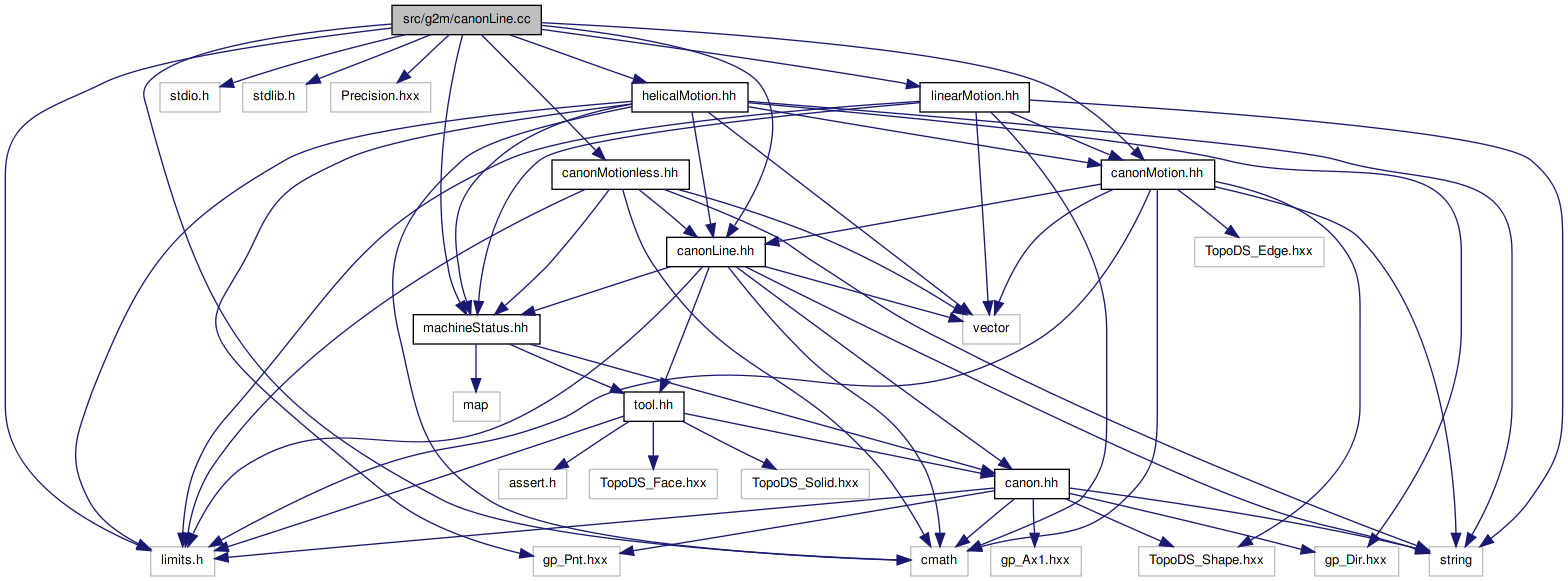 src/g2m/canonLine.cc
stdio.h
stdlib.h
Precision.hxx
helicalMotion.hh
linearMotion.hh
canonMotionless.hh
canonMotion.hh
canonLine.hh
TopoDS_Edge.hxx
machineStatus.hh
vector
map
tool.hh
assert.h
TopoDS_Face.hxx
TopoDS_Solid.hxx
canon.hh
limits.h
gp_Pnt.hxx
cmath
gp_Ax1.hxx
TopoDS_Shape.hxx
gp_Dir.hxx
string